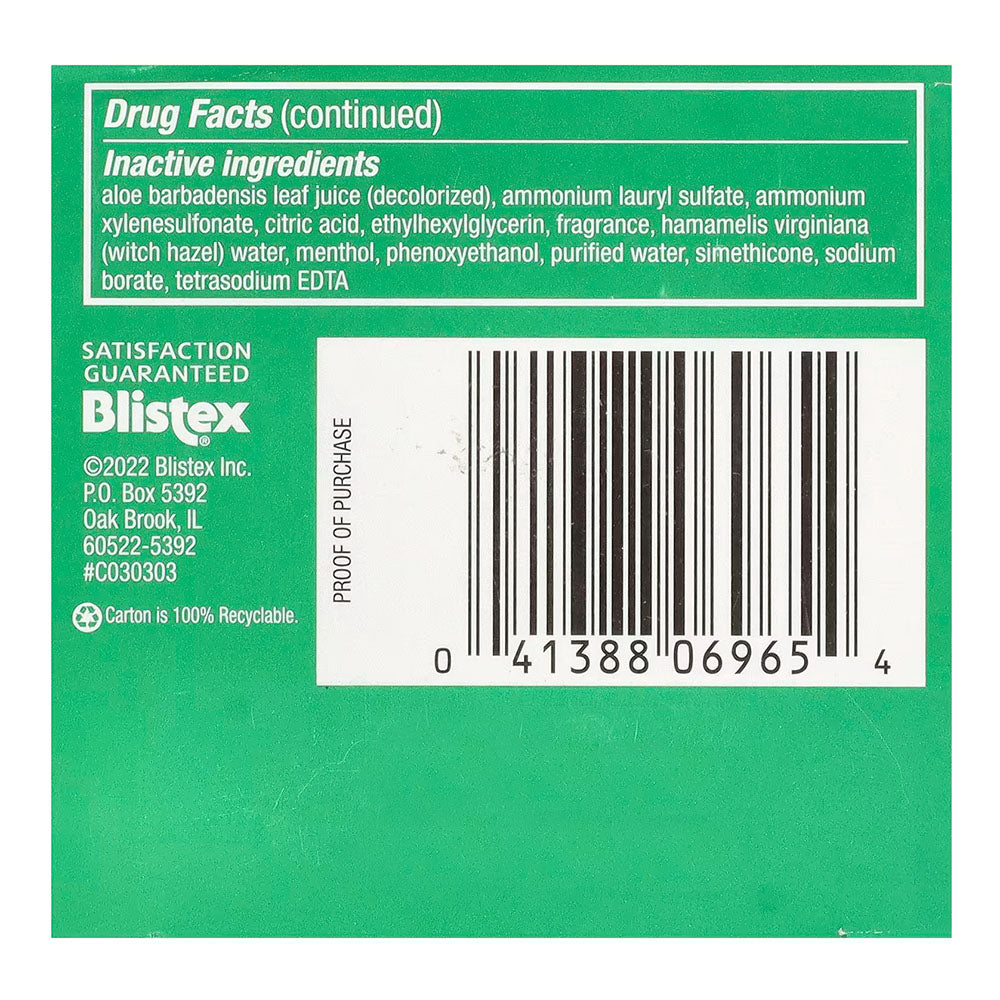 Drug Facts (continued)
Inactive ingredients
aloe barbadensis leaf juice (decolorized), ammonium lauryl sulfate, ammonium
xylenesulfonate, citric acid, ethylhexylglycerin, fragrance, hamamelis virginiana
(witch hazel) water, menthol, phenoxyethanol, purified water, simethicone, sodium
borate, tetrasodium EDTA
SATISFACTION
GUARANTEED
Blistex®
©2022 Blistex Inc.
P.O. Box 5392
Oak Brook, IL
60522-5392
#C030303
Carton is 100% Recyclable.
PROOF OF PURCHASE
0 41388 06965 4